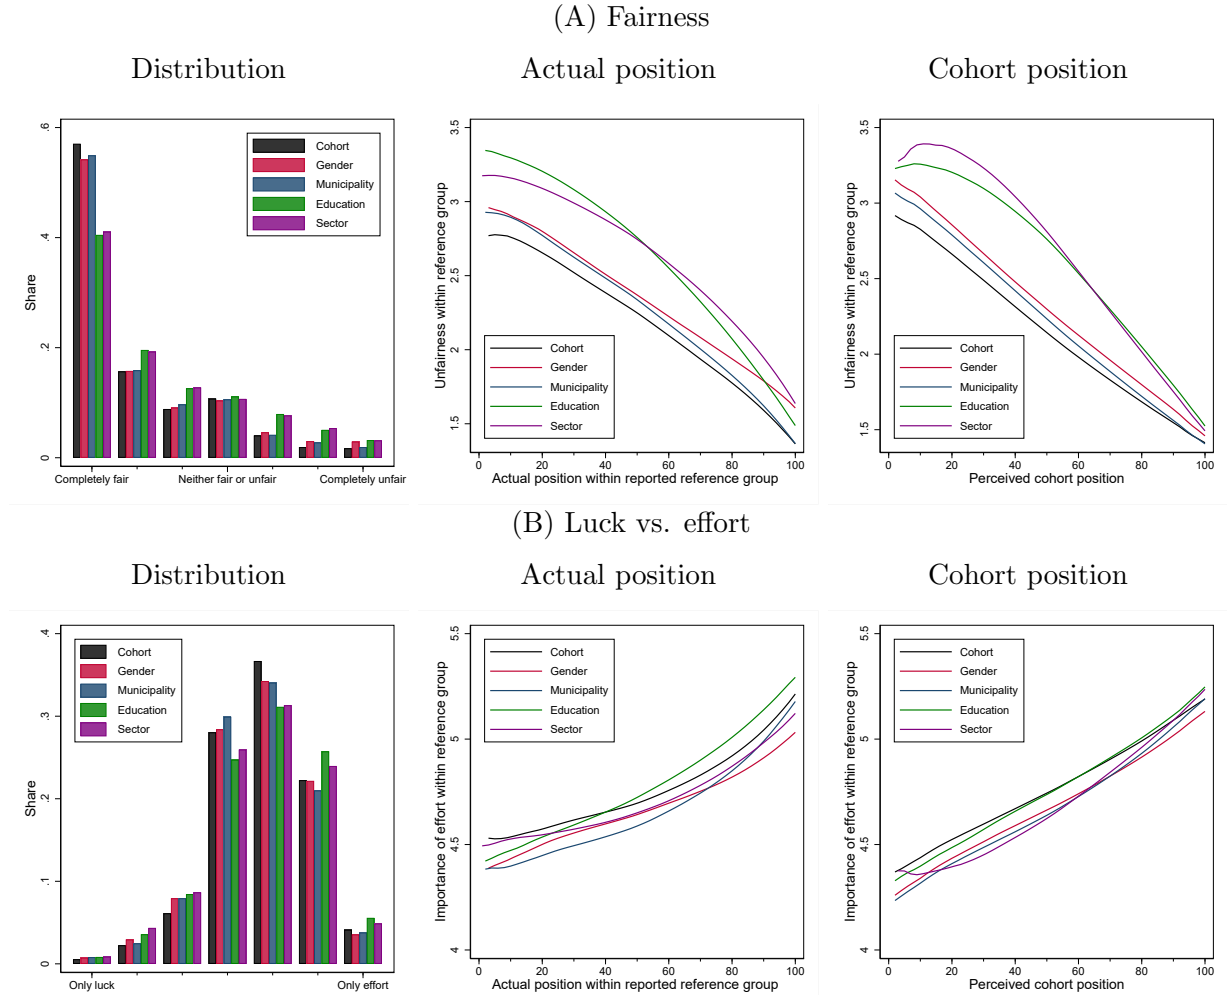 (A) Fairness
Distribution
Actual position
Cohort position
Share
0
.2
.4
.6
Cohort
Gender
Municipality
Education
Sector
Completely fair
Neither fair or unfair
Completely unfair
Unfairness within reference group
1.5
2
2.5
3
3.5
Cohort
Gender
Municipality
Education
Sector
0 20 40 60 80 100
Actual position within reported reference group
Unfairness within reference group
1.5
2
2.5
3
3.5
Cohort
Gender
Municipality
Education
Sector
0 20 40 60 80 100
Perceived cohort position
(B) Luck vs. effort
Distribution
Actual position
Cohort position
Share
0
.1
.2
.3
.4
Cohort
Gender
Municipality
Education
Sector
Only luck
Only effort
Importance of effort within reference group
4
4.5
5
5.5
Cohort
Gender
Municipality
Education
Sector
0 20 40 60 80 100
Actual position within reported reference group
Importance of effort within reference group
4
4.5
5
5.5
Cohort
Gender
Municipality
Education
Sector
0 20 40 60 80 100
Perceived cohort position